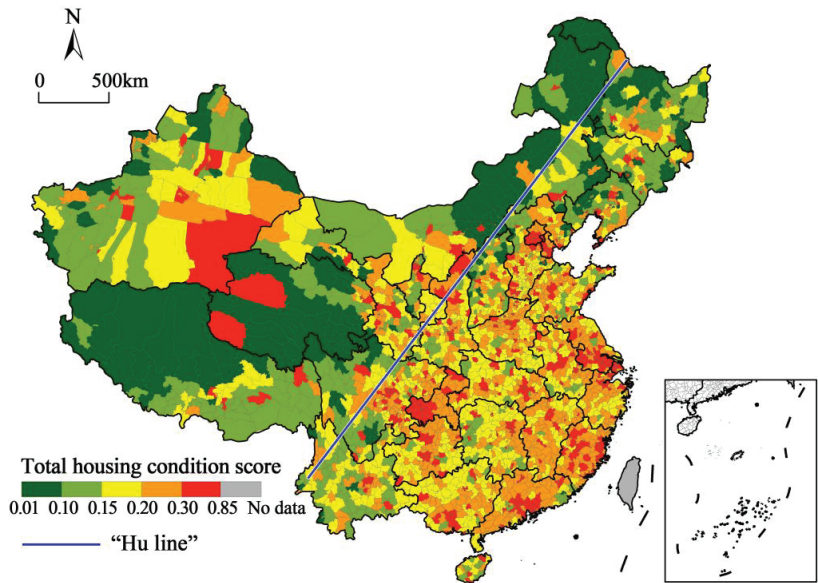 N
0 500km
Total housing condition score
0.01 0.10 0.15 0.20 0.30 0.85 No data
“Hu line”